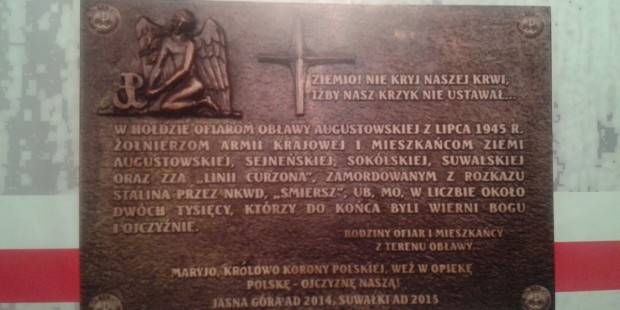 ZIEMIO! NIE KRYJ NASZEJ KRWI,
IŻBY NASZ KRZYK NIE USTAWAŁ...
W HOŁDZIE OFIAROM OBŁAWY AUGUSTOWSKIEJ Z LIPCA 1945 R.
ŻOŁNIERZOM ARMII KRAJOWEJ I MIESZKAŃCOM ZIEMI
AUGUSTOWSKIEJ, SEJNEŃSKIEJ, SOKÓLSKIEJ, SUWALSKIEJ
ORAZ ZZA „LINII CURZONA”, ZAMORDOWANYM Z ROZKAZU
STALINA PRZEZ NKWD, „SMIERSZ”, UB, MO, W LICZBIE OKOŁO
DWÓCH TYSIĘCY, KTÓRZY DO KOŃCA BYLI WIERNI BOGU
I OJCZYŹNIE.
RODZINY OFIAR I MIESZKAŃCY
Z TERENU OBŁAWY...
MARYJO, KRÓLOWO KORONY POLSKIEJ, WEŹ W OPIEKĘ
POLSKĘ - OJCZYZNĘ NASZĄ!
JASNA GÓRA AD 2014, SUWAŁKI AD 2015